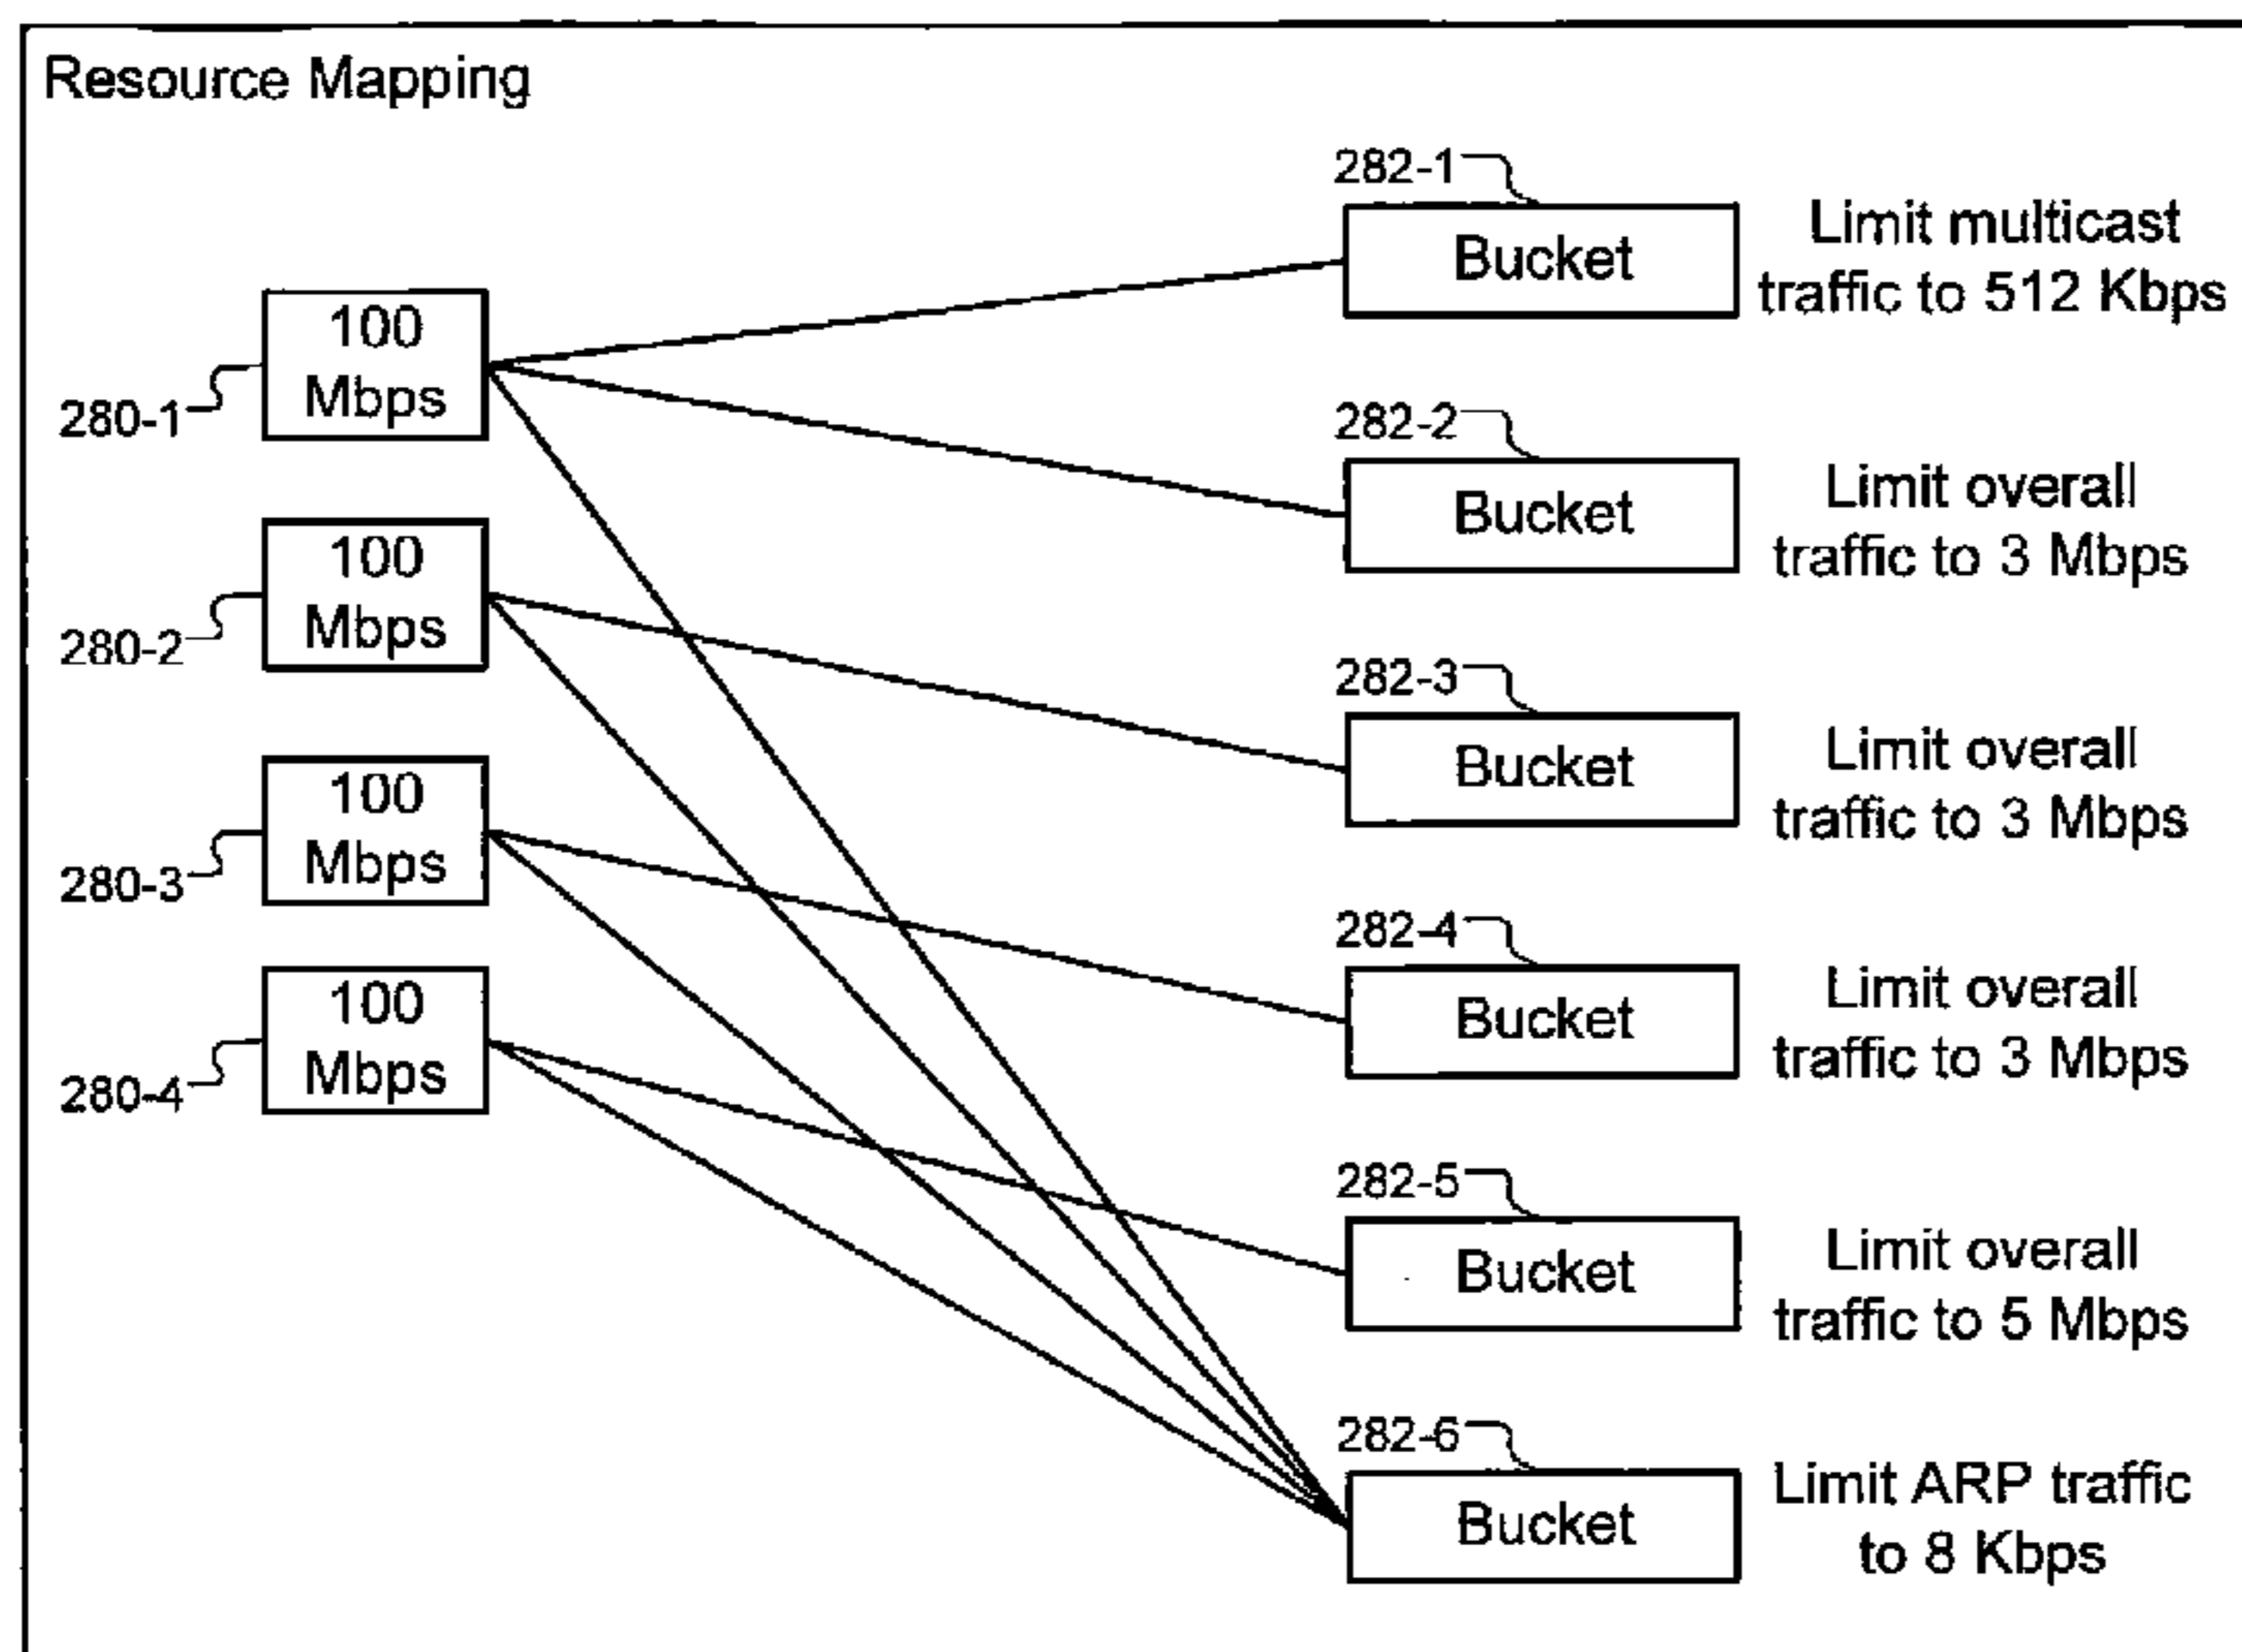 Resource Mapping
282-1
Bucket
Limit multicast
traffic to 512 Kbps
100
Mbps
280-1
282-2
Bucket
Limit overall
traffic to 3 Mbps
100
Mbps
280-2
282-3
Bucket
Limit overall
traffic to 3 Mbps
100
Mbps
280-3
282-4
Bucket
Limit overall
traffic to 3 Mbps
100
Mbps
280-4
282-5
Bucket
Limit overall
traffic to 5 Mbps
282-6
Bucket
Limit ARP traffic
to 8 Kbps